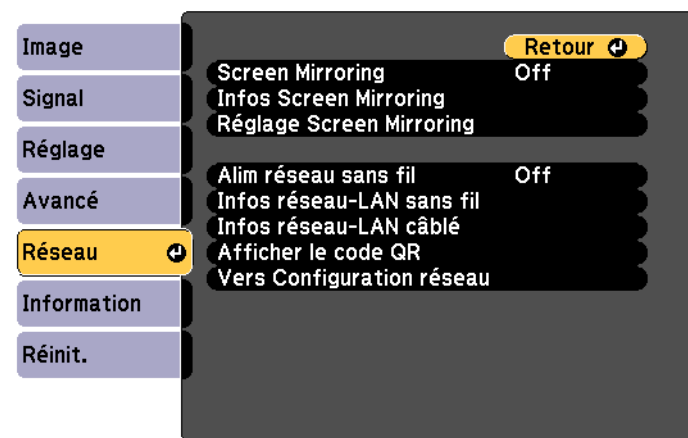 Image
Signal
Réglage
Avancé
Réseau
Information
Réinit.
Retour
Screen Mirroring Off
Infos Screen Mirroring
Réglage Screen Mirroring
Alim réseau sans fil Off
Infos réseau-LAN sans fil
Infos réseau-LAN câblé
Afficher le code QR
Vers Configuration réseau